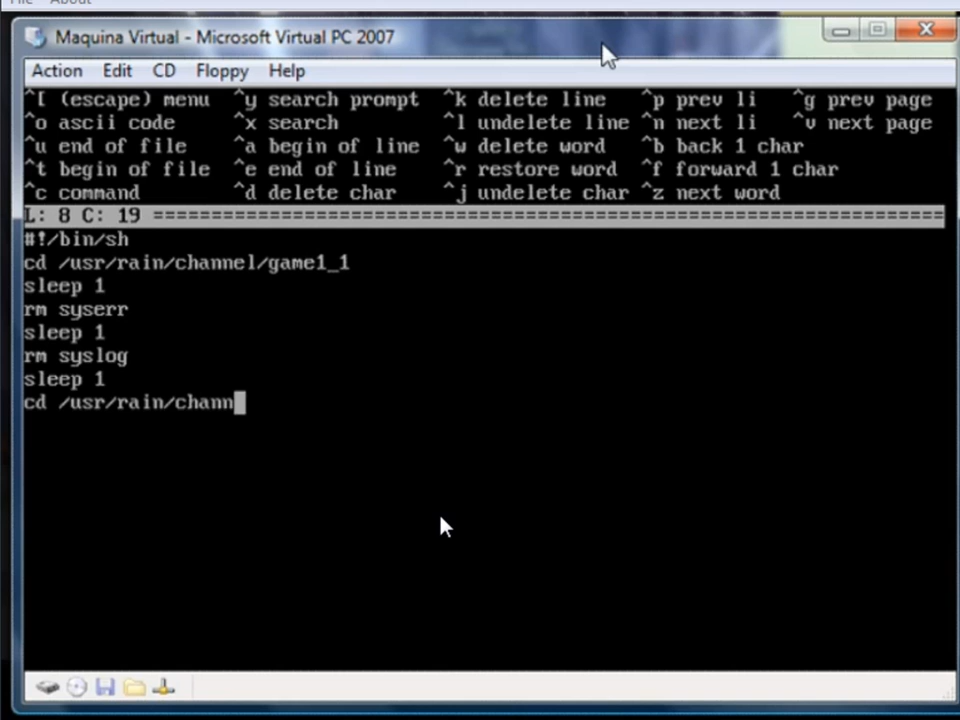 File About
Maquina Virtual - Microsoft Virtual PC 2007
Action Edit CD Floppy Help
^[ (escape) menu ^y search prompt ^k delete line ^p prev li ^g prev page
^o ascii code ^x search ^l undelete line ^n next li ^v next page
^u end of file ^a begin of line ^w delete word ^b back 1 char
^t begin of file ^e end of line ^r restore word ^f forward 1 char
^c command ^d delete char ^j undelete char ^z next word
L: 8 C: 19 ====================================================================
#!/bin/sh
cd /usr/rain/channel/game1_1
sleep 1
rm syserr
sleep 1
rm syslog
sleep 1
cd /usr/rain/chann